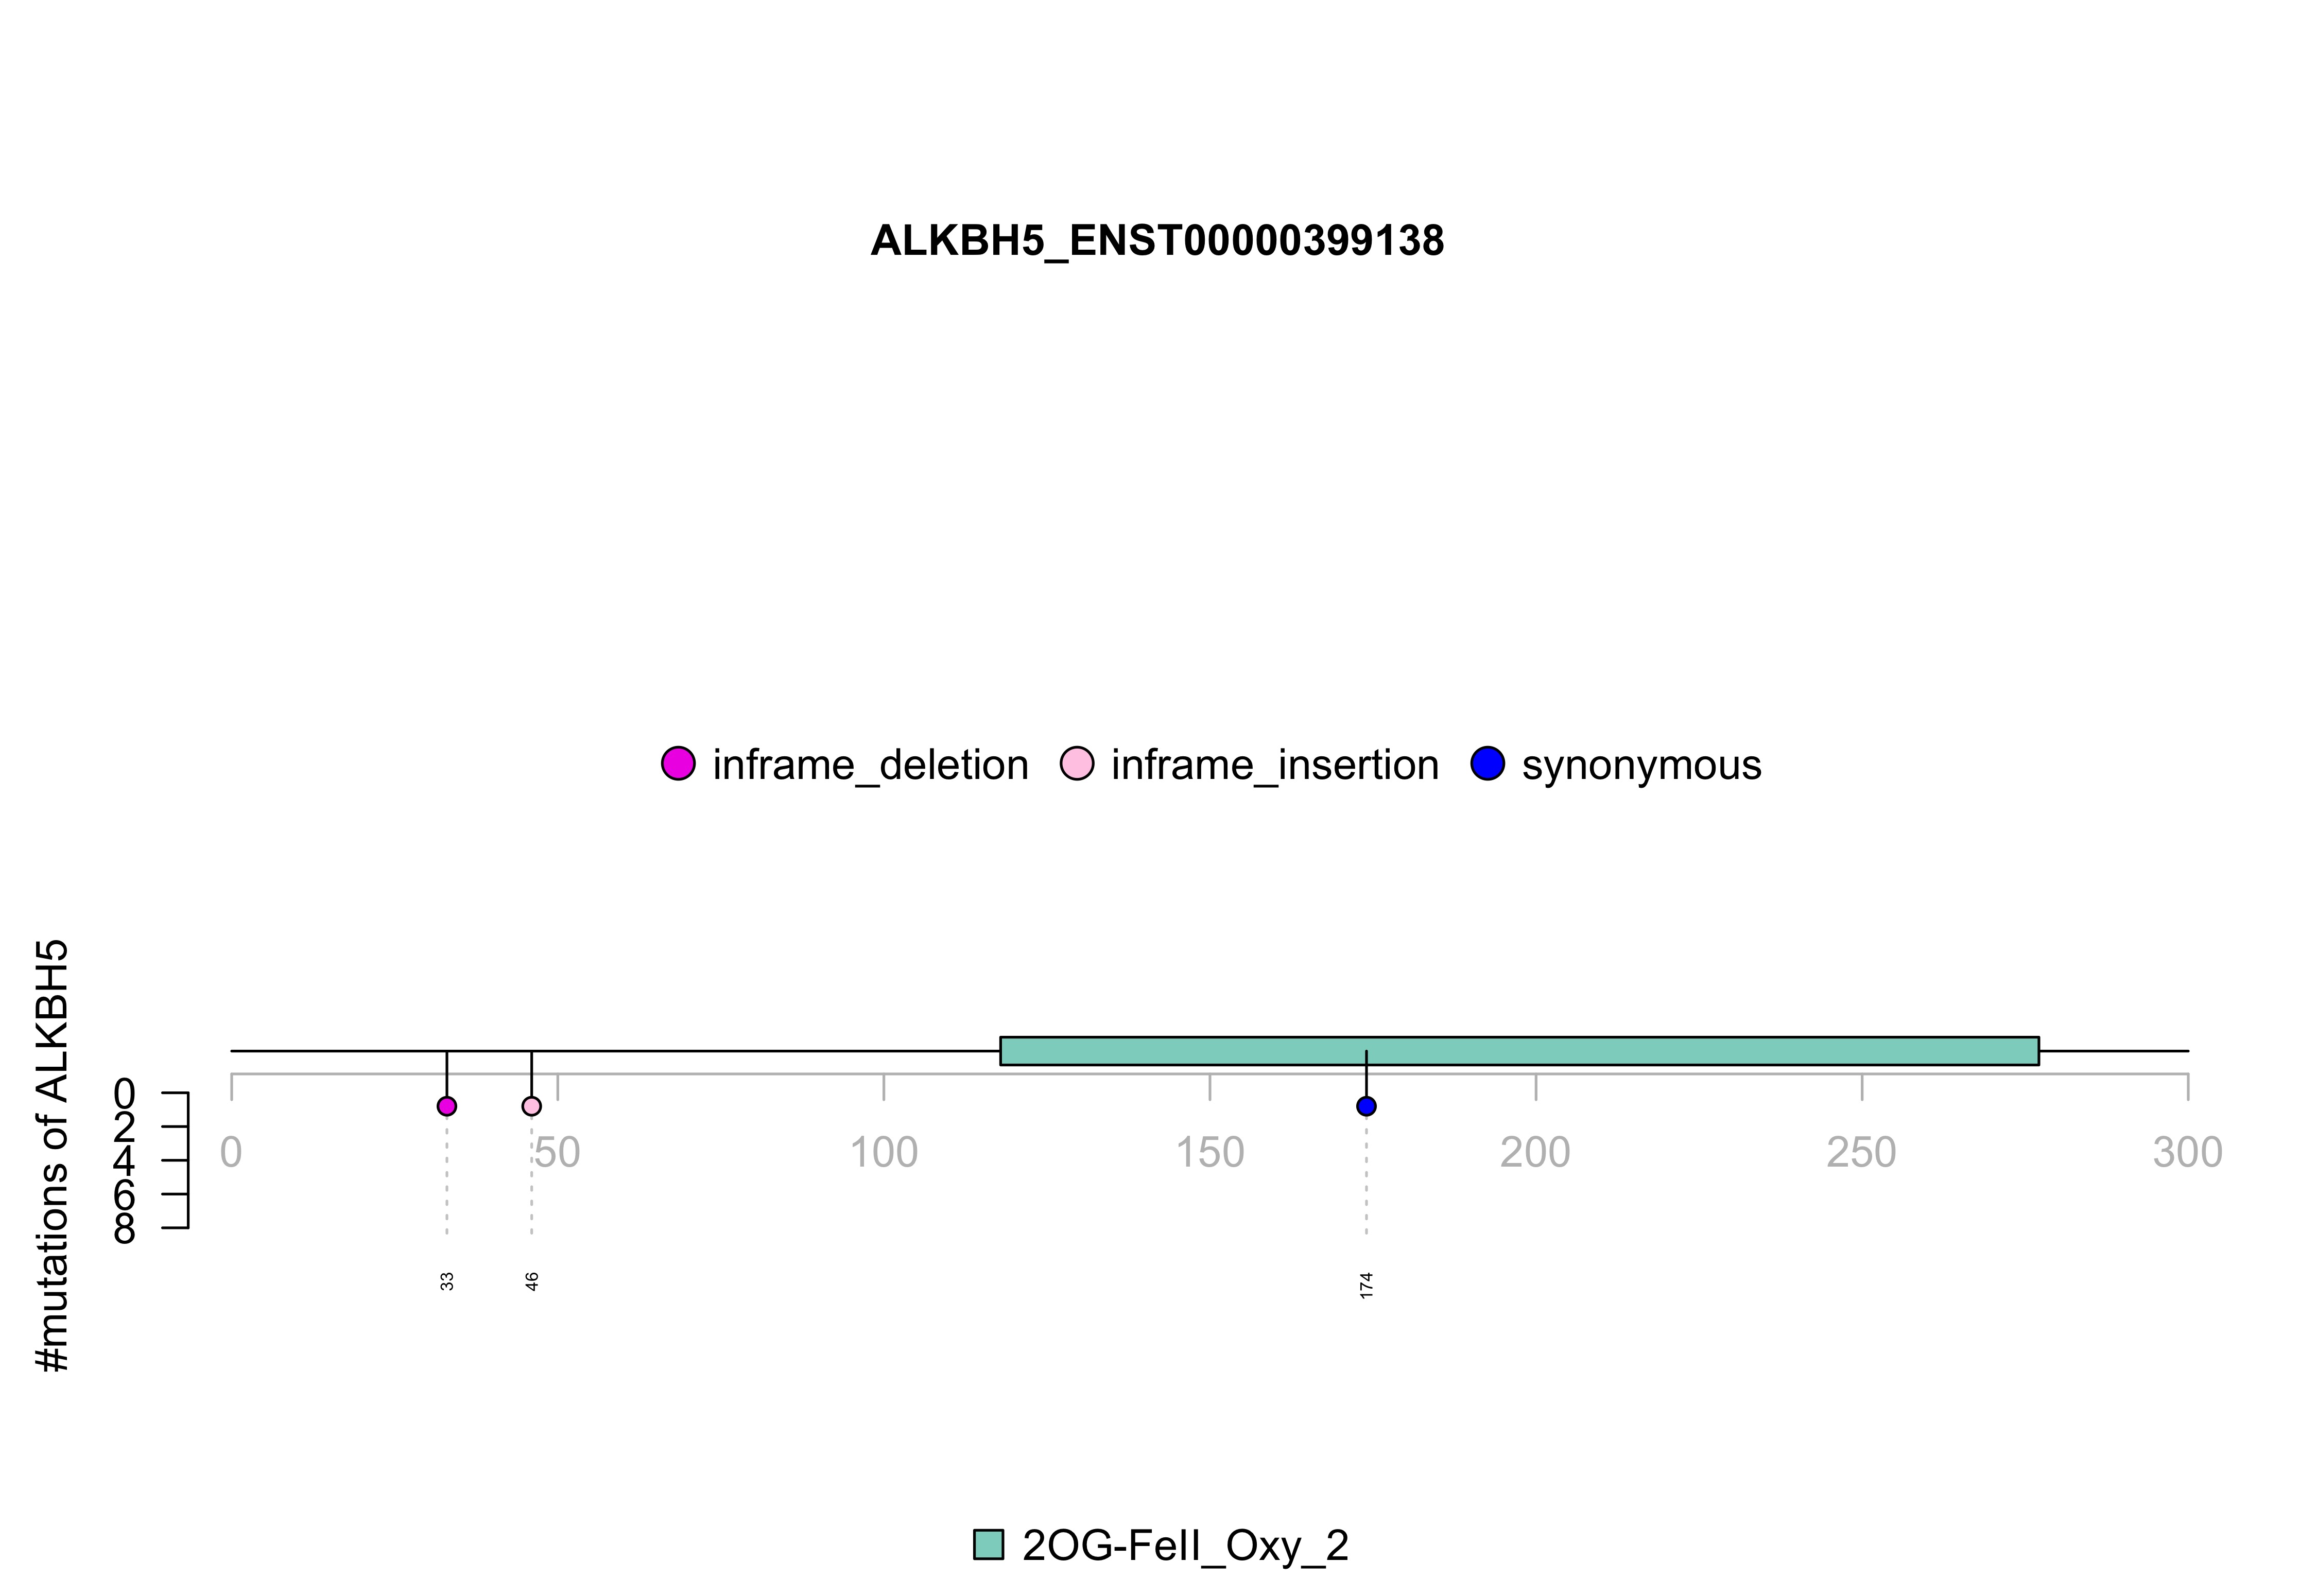 ALKBH5_ENST00000399138
inframe_deletion inframe_insertion synonymous
#mutations of ALKBH5
0
2
4
6
8
0 50 100 150 200 250 300
33 46 174
2OG-FeII_Oxy_2